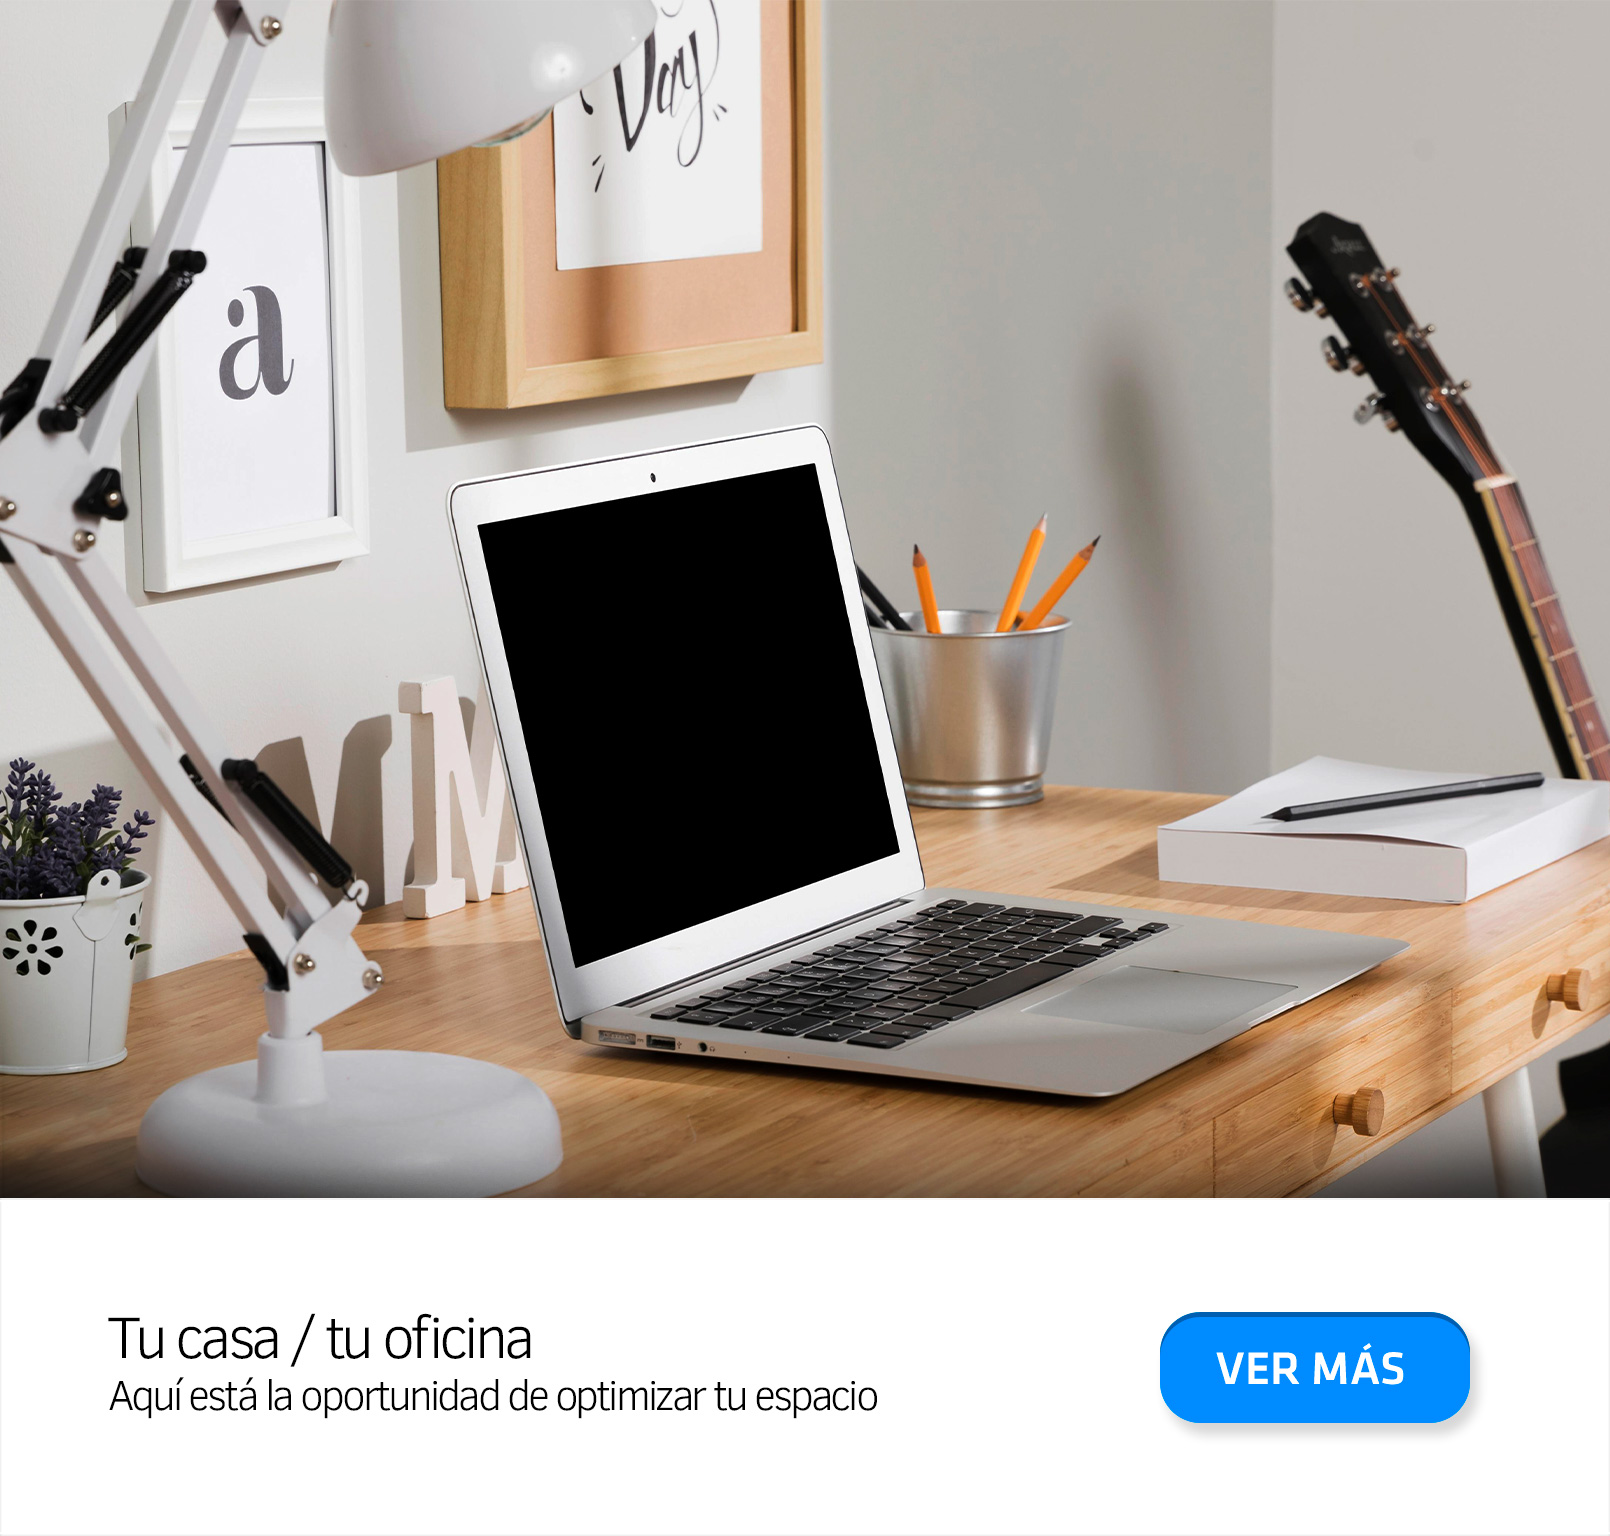 Day
a
M
Tu casa / tu oficina
Aquí está la oportunidad de optimizar tu espacio
VER MÁS